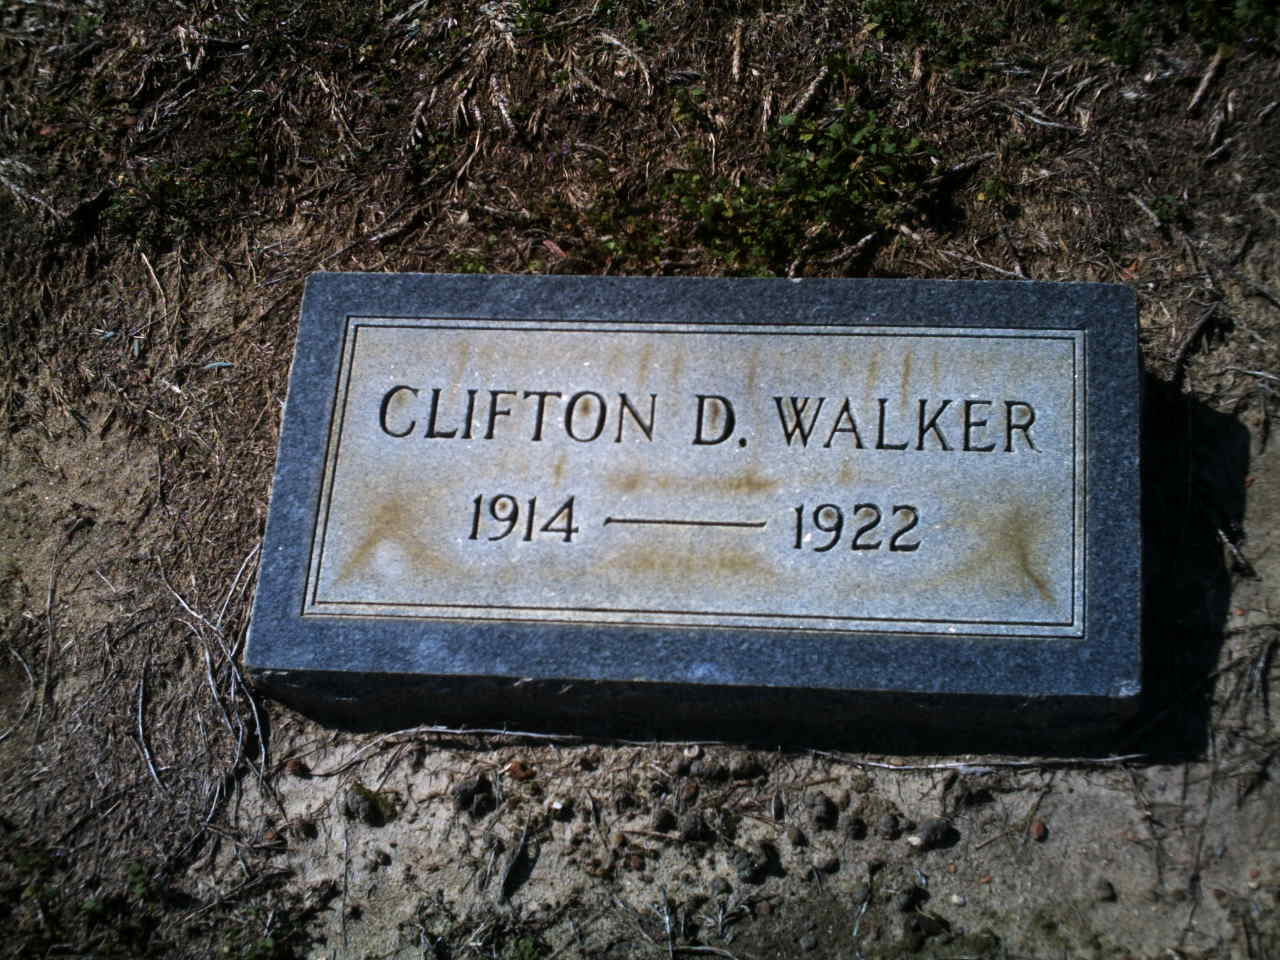 CLIFTON D. WALKER
1914 — 1922